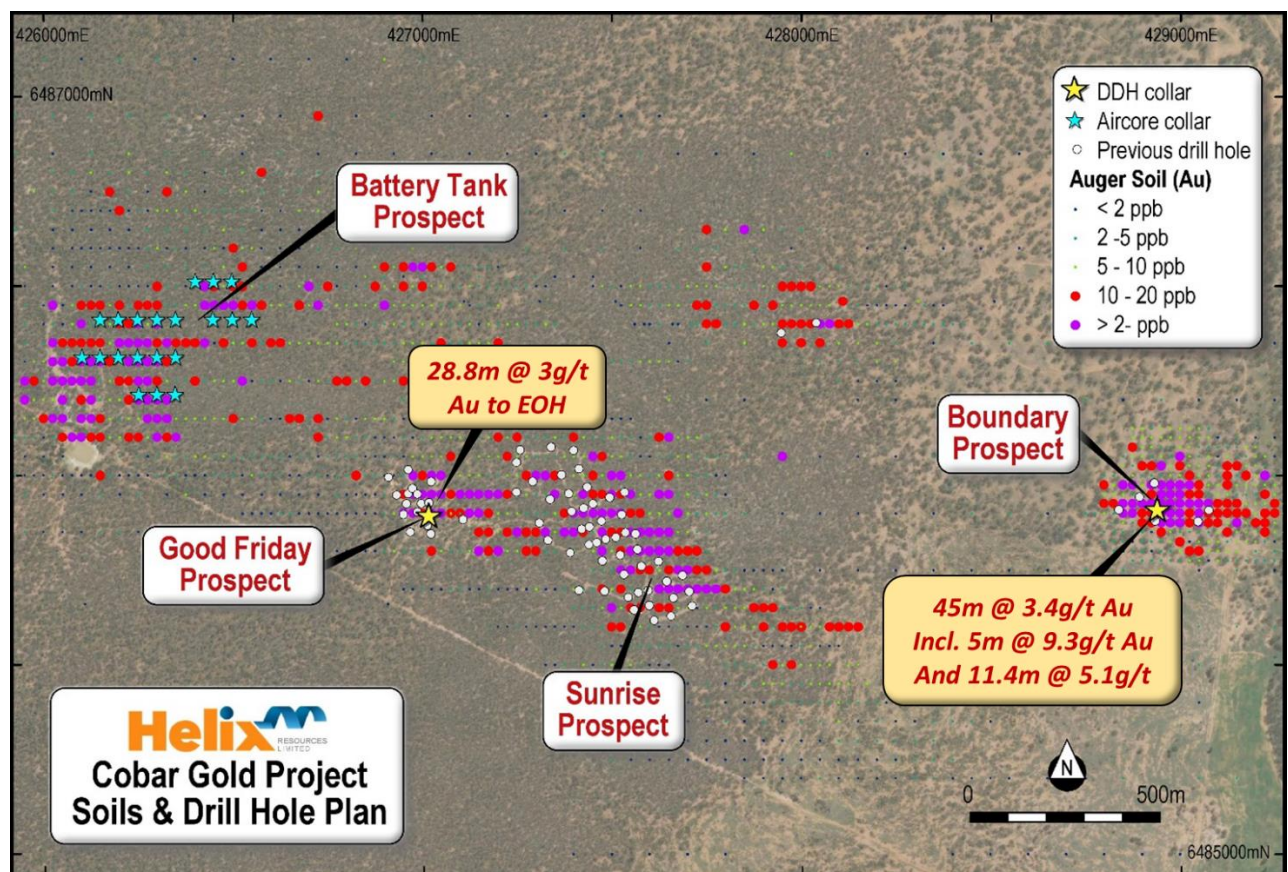 426000mE
427000mE
428000mE
429000mE
6487000mN
DDH collar
Aircore collar
Previous drill hole
Auger Soil (Au)
< 2 ppb
2 -5 ppb
5 - 10 ppb
10 - 20 ppb
> 2- ppb
Battery Tank
Prospect
28.8m @ 3g/t
Au to EOH
Boundary
Prospect
Good Friday
Prospect
45m @ 3.4g/t Au
Incl. 5m @ 9.3g/t Au
And 11.4m @ 5.1g/t
Sunrise
Prospect
Helix
RESOURCES
LIMITED
Cobar Gold Project
Soils & Drill Hole Plan
N
0 500m
6485000mN